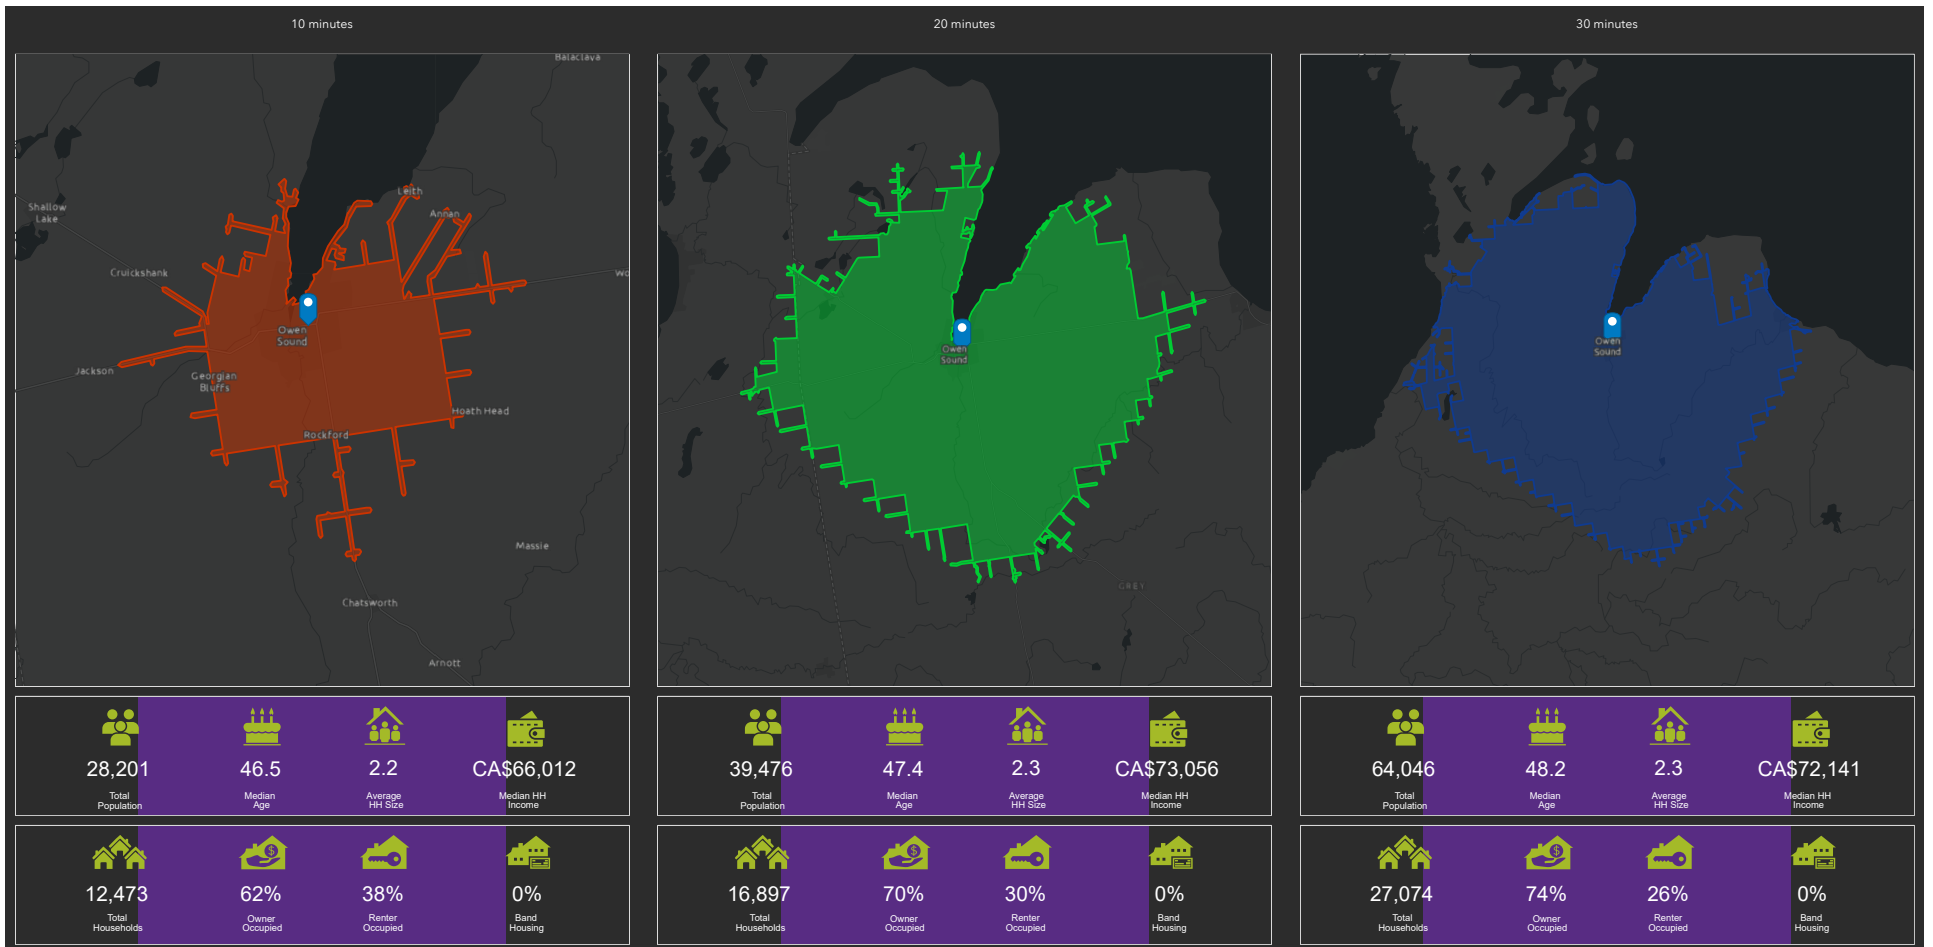 10 minutes
20 minutes
30 minutes
Balaclava
Shallow
Lake
Leith
Annan
Cruickshank
Wo
Owen
Sound
Jackson
Georgian
Bluffs
Hoath Head
Rockford
Massie
Chatsworth
Arnott
Owen
Sound
GREY
Owen
Sound
28,201
Total
Population
46.5
Median
Age
2.2
Average
HH Size
CA$66,012
Median HH
Income
39,476
Total
Population
47.4
Median
Age
2.3
Average
HH Size
CA$73,056
Median HH
Income
64,046
Total
Population
48.2
Median
Age
2.3
Average
HH Size
CA$72,141
Median HH
Income
12,473
Total
Households
62%
Owner
Occupied
38%
Renter
Occupied
0%
Band
Housing
16,897
Total
Households
70%
Owner
Occupied
30%
Renter
Occupied
0%
Band
Housing
27,074
Total
Households
74%
Owner
Occupied
26%
Renter
Occupied
0%
Band
Housing